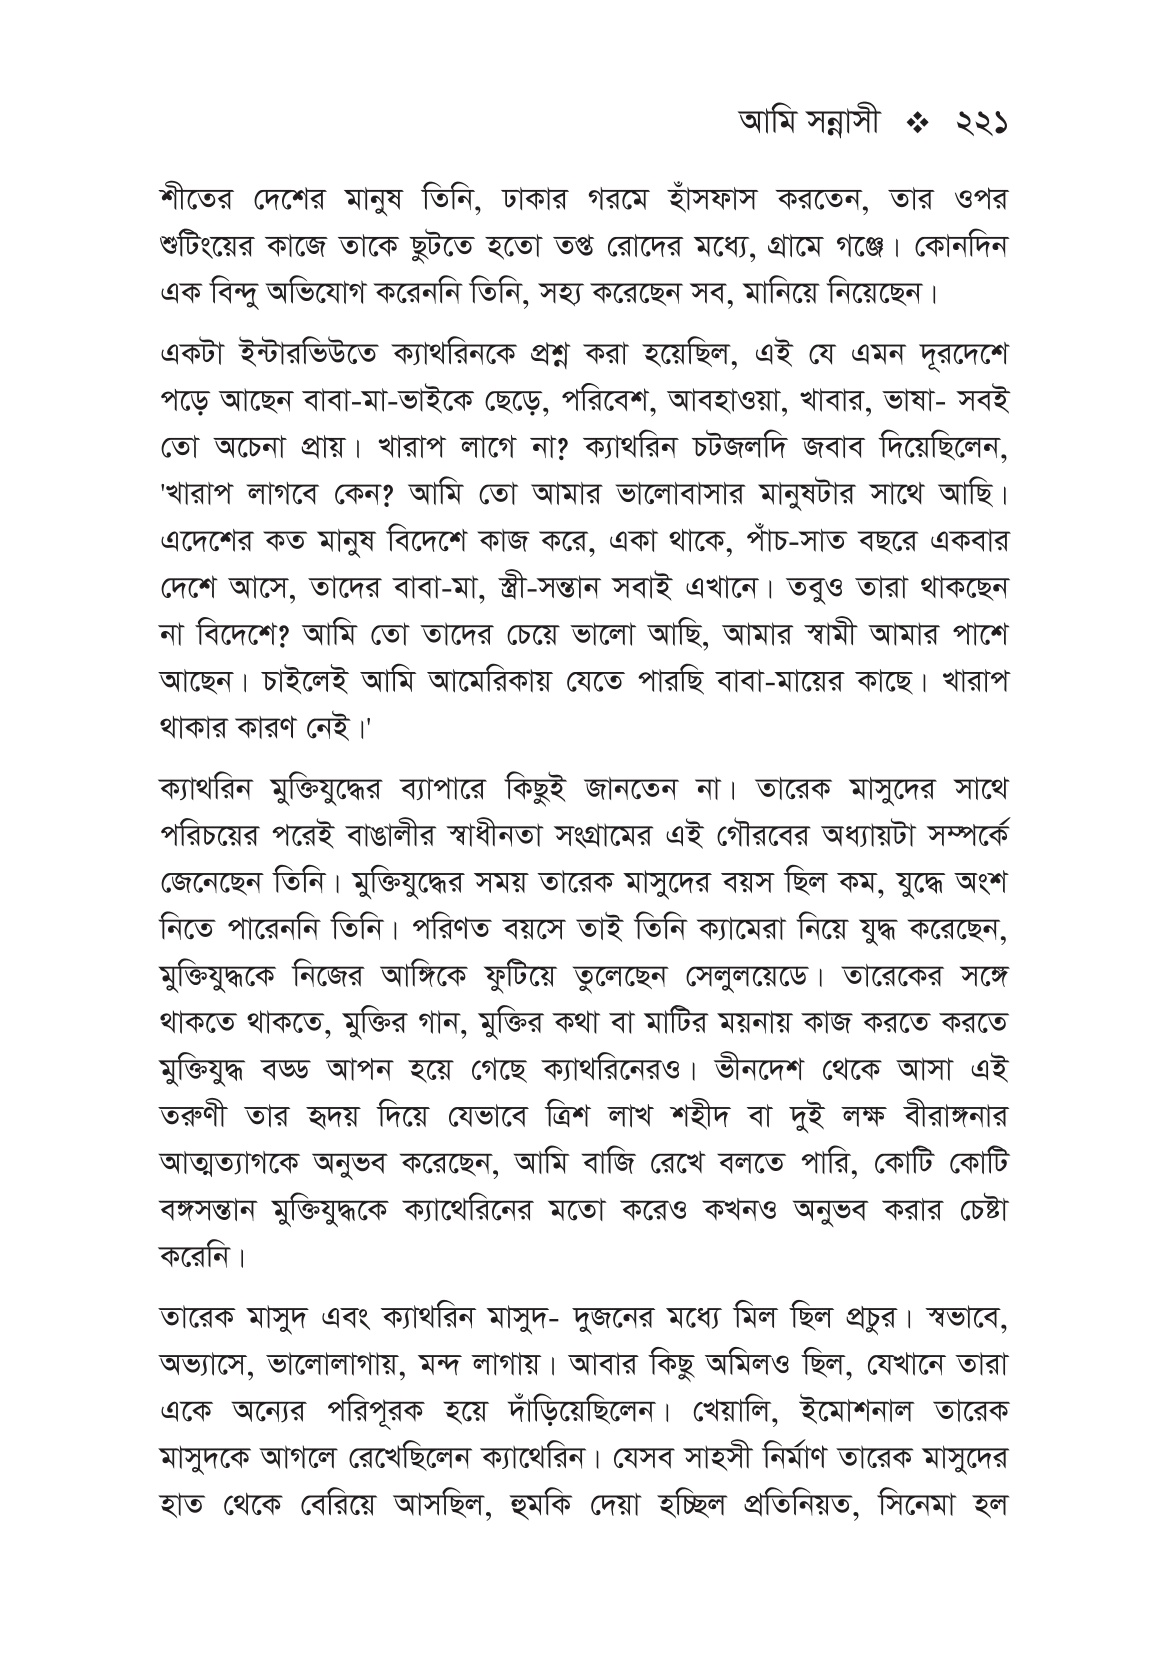 আমি সন্নাসী ❖ ২২১
শীতের দেশের মানুষ তিনি, ঢাকার গরমে হাঁসফাস করতেন, তার ওপর
শুটিংয়ের কাজে তাকে ছুটতে হতো তপ্ত রোদের মধ্যে, গ্রামে গঞ্জে। কোনদিন
এক বিন্দু অভিযোগ করেননি তিনি, সহ্য করেছেন সব, মানিয়ে নিয়েছেন।
একটা ইন্টারভিউতে ক্যাথরিনকে প্রশ্ন করা হয়েছিল, এই যে এমন দূরদেশে
পড়ে আছেন বাবা-মা-ভাইকে ছেড়ে, পরিবেশ, আবহাওয়া, খাবার, ভাষা- সবই
তো অচেনা প্রায়। খারাপ লাগে না? ক্যাথরিন চটজলদি জবাব দিয়েছিলেন,
'খারাপ লাগবে কেন? আমি তো আমার ভালোবাসার মানুষটার সাথে আছি।
এদেশের কত মানুষ বিদেশে কাজ করে, একা থাকে, পাঁচ-সাত বছরে একবার
দেশে আসে, তাদের বাবা-মা, স্ত্রী-সন্তান সবাই এখানে। তবুও তারা থাকছেন
না বিদেশে? আমি তো তাদের চেয়ে ভালো আছি, আমার স্বামী আমার পাশে
আছেন। চাইলেই আমি আমেরিকায় যেতে পারছি বাবা-মায়ের কাছে। খারাপ
থাকার কারণ নেই।'
ক্যাথরিন মুক্তিযুদ্ধের ব্যাপারে কিছুই জানতেন না। তারেক মাসুদের সাথে
পরিচয়ের পরেই বাঙালীর স্বাধীনতা সংগ্রামের এই গৌরবের অধ্যায়টা সম্পর্কে
জেনেছেন তিনি। মুক্তিযুদ্ধের সময় তারেক মাসুদের বয়স ছিল কম, যুদ্ধে অংশ
নিতে পারেননি তিনি। পরিণত বয়সে তাই তিনি ক্যামেরা নিয়ে যুদ্ধ করেছেন,
মুক্তিযুদ্ধকে নিজের আঙ্গিকে ফুটিয়ে তুলেছেন সেলুলয়েডে। তারেকের সঙ্গে
থাকতে থাকতে, মুক্তির গান, মুক্তির কথা বা মাটির ময়নায় কাজ করতে করতে
মুক্তিযুদ্ধ বড্ড আপন হয়ে গেছে ক্যাথরিনেরও। ভীনদেশ থেকে আসা এই
তরুণী তার হৃদয় দিয়ে যেভাবে ত্রিশ লাখ শহীদ বা দুই লক্ষ বীরাঙ্গনার
আত্মত্যাগকে অনুভব করেছেন, আমি বাজি রেখে বলতে পারি, কোটি কোটি
বঙ্গসন্তান মুক্তিযুদ্ধকে ক্যাথেরিনের মতো করেও কখনও অনুভব করার চেষ্টা
করেনি।
তারেক মাসুদ এবং ক্যাথরিন মাসুদ- দুজনের মধ্যে মিল ছিল প্রচুর। স্বভাবে,
অভ্যাসে, ভালোলাগায়, মন্দ লাগায়। আবার কিছু অমিলও ছিল, যেখানে তারা
একে অন্যের পরিপূরক হয়ে দাঁড়িয়েছিলেন। খেয়ালি, ইমোশনাল তারেক
মাসুদকে আগলে রেখেছিলেন ক্যাথেরিন। যেসব সাহসী নির্মাণ তারেক মাসুদের
হাত থেকে বেরিয়ে আসছিল, হুমকি দেয়া হচ্ছিল প্রতিনিয়ত, সিনেমা হল